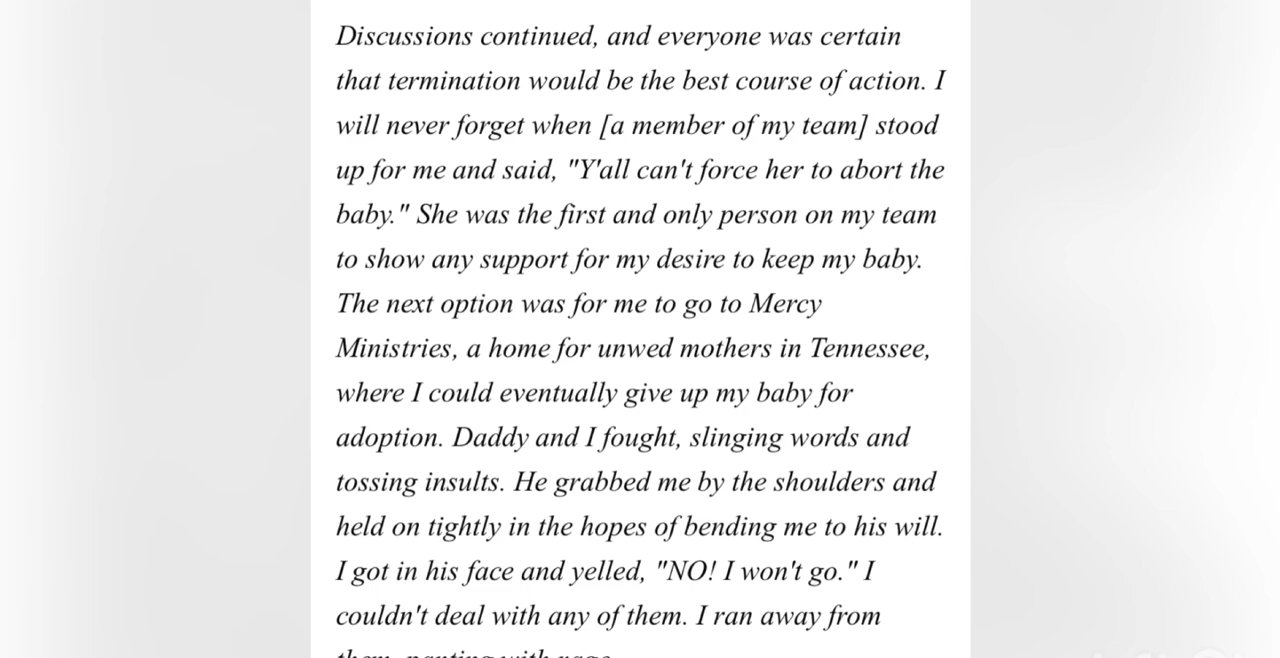 Discussions continued, and everyone was certain
that termination would be the best course of action. I
will never forget when [a member of my team] stood
up for me and said, "Y'all can't force her to abort the
baby." She was the first and only person on my team
to show any support for my desire to keep my baby.
The next option was for me to go to Mercy
Ministries, a home for unwed mothers in Tennessee,
where I could eventually give up my baby for
adoption. Daddy and I fought, slinging words and
tossing insults. He grabbed me by the shoulders and
held on tightly in the hopes of bending me to his will.
I got in his face and yelled, "NO! I won't go." I
couldn't deal with any of them. I ran away from
them, panting with rage.